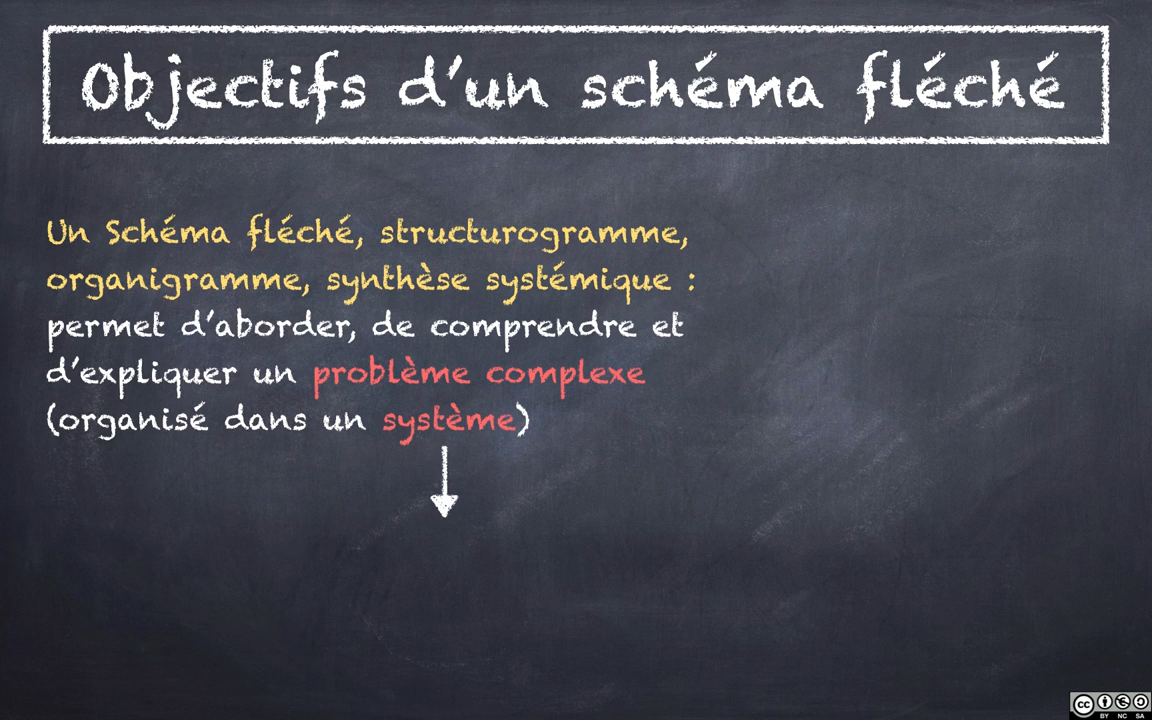 Objectifs d'un schéma fléché
Un Schéma fléché, structurogramme,
organigramme, synthèse systémique :
permet d'aborder, de comprendre et
d'expliquer un problème complexe
(organisé dans un système)
cc
BY NC SA